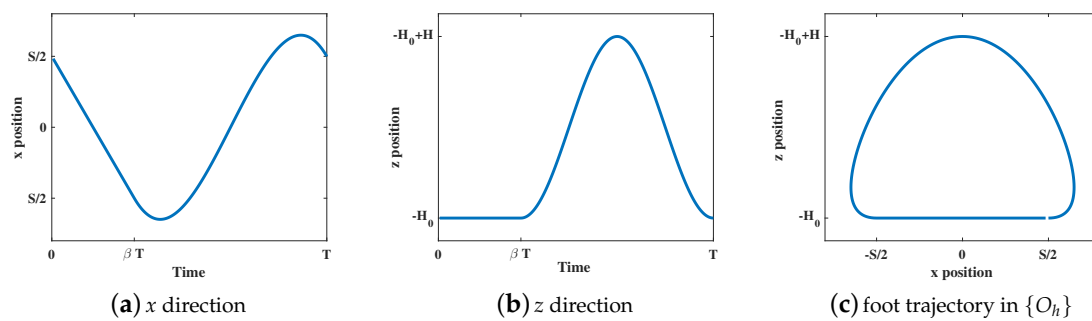 x position
S/2
0
S/2
0
β T
T
Time
(a) x direction
z position
-H₀+H
-H₀
0
β T
T
Time
(b) z direction
z position
-H₀+H
-H₀
-S/2
0
S/2
x position
(c) foot trajectory in {Oₕ}